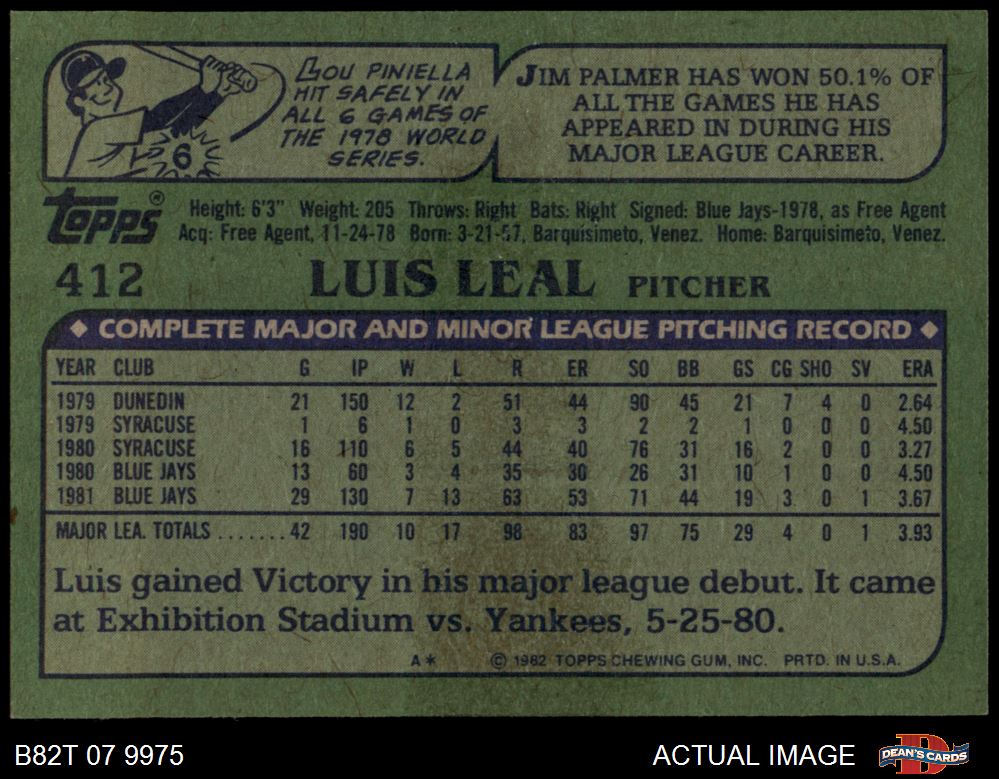 LOU PINIELLA
HIT SAFELY IN
ALL 6 GAMES OF
THE 1978 WORLD
SERIES.
6
JIM PALMER HAS WON 50.1% OF
ALL THE GAMES HE HAS
APPEARED IN DURING HIS
MAJOR LEAGUE CAREER.
TOPPS®
Height: 6'3" Weight: 205 Throws: Right Bats: Right Signed: Blue Jays-1978, as Free Agent
Acq: Free Agent, 11-24-78 Born: 3-21-57, Barquisimeto, Venez. Home: Barquisimeto, Venez.
412 LUIS LEAL PITCHER
◆ COMPLETE MAJOR AND MINOR LEAGUE PITCHING RECORD ◆
YEAR CLUB G IP W L R ER SO BB GS CG SHO SV ERA
1979 DUNEDIN 21 150 12 2 51 44 90 45 21 7 4 0 2.64
1979 SYRACUSE 1 6 1 0 3 3 2 2 1 0 0 0 4.50
1980 SYRACUSE 16 110 6 5 44 40 76 31 16 2 0 0 3.27
1980 BLUE JAYS 13 60 3 4 35 30 26 31 10 1 0 0 4.50
1981 BLUE JAYS 29 130 7 13 63 53 71 44 19 3 0 1 3.67
MAJOR LEA. TOTALS ....... 42 190 10 17 98 83 97 75 29 4 0 1 3.93
Luis gained Victory in his major league debut. It came
at Exhibition Stadium vs. Yankees, 5-25-80.
A* © 1982 TOPPS CHEWING GUM, INC. PRTD. IN U.S.A.
B82T 07 9975 ACTUAL IMAGE DEAN'S CARDS